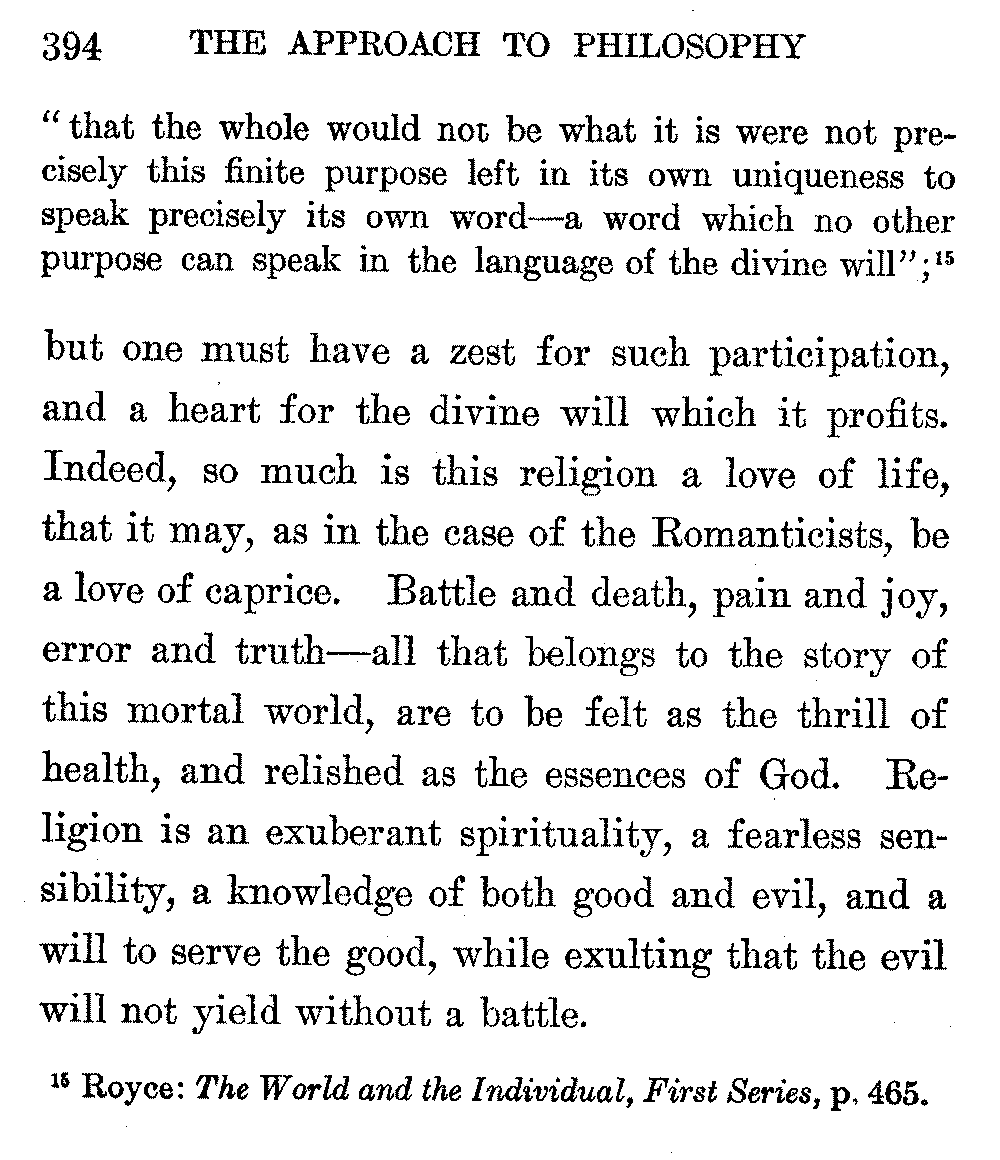 394 THE APPROACH TO PHILOSOPHY
“that the whole would not be what it is were not pre-
cisely this finite purpose left in its own uniqueness to
speak precisely its own word—a word which no other
purpose can speak in the language of the divine will”;¹⁵
but one must have a zest for such participation,
and a heart for the divine will which it profits.
Indeed, so much is this religion a love of life,
that it may, as in the case of the Romanticists, be
a love of caprice. Battle and death, pain and joy,
error and truth—all that belongs to the story of
this mortal world, are to be felt as the thrill of
health, and relished as the essences of God. Re-
ligion is an exuberant spirituality, a fearless sen-
sibility, a knowledge of both good and evil, and a
will to serve the good, while exulting that the evil
will not yield without a battle.
¹⁵ Royce: The World and the Individual, First Series, p. 465.